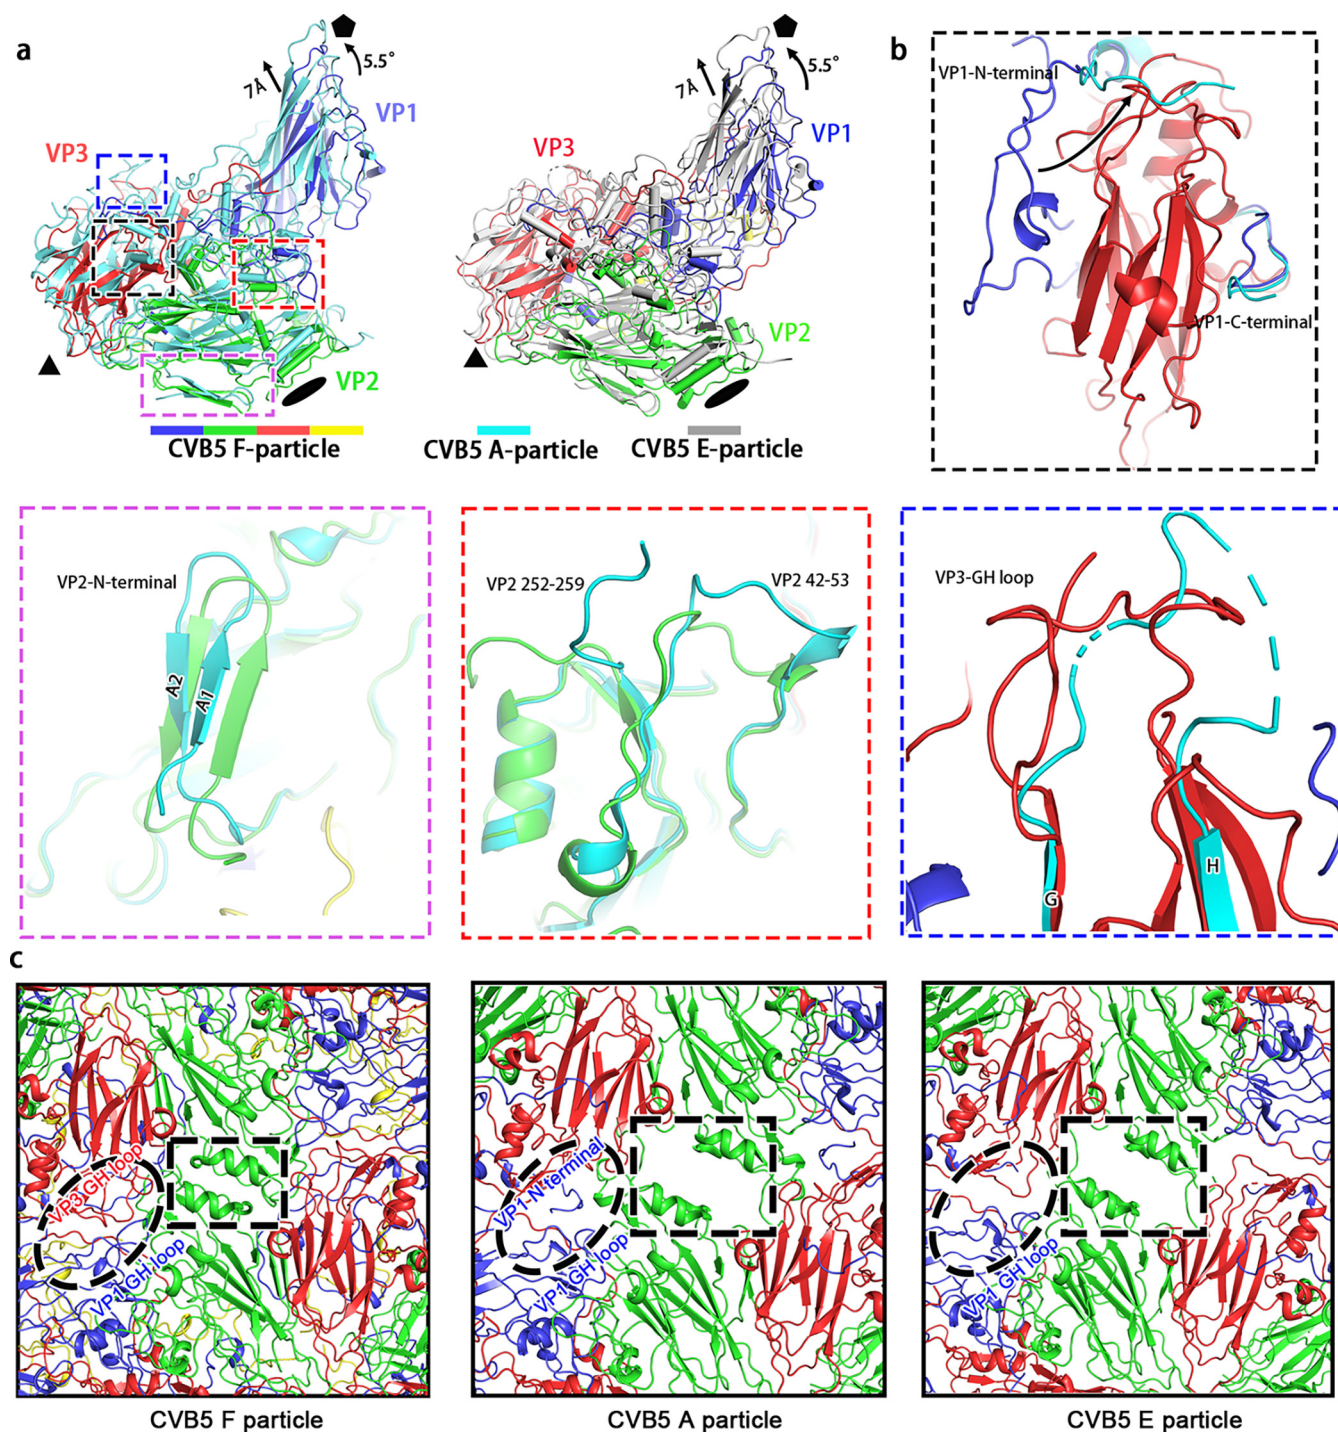 a
7Å
5.5°
VP1
VP3
VP2
7Å
5.5°
VP1
VP3
VP2
CVB5 F-particle
CVB5 A-particle
CVB5 E-particle
b
VP1-N-terminal
VP1-C-terminal
VP2-N-terminal
A2
A1
VP2 252-259
VP2 42-53
VP3-GH loop
G
H
c
VP3 GH loop
VP1 GH loop
VP1-N-terminal
VP1 GH loop
VP1 GH loop
CVB5 F particle
CVB5 A particle
CVB5 E particle